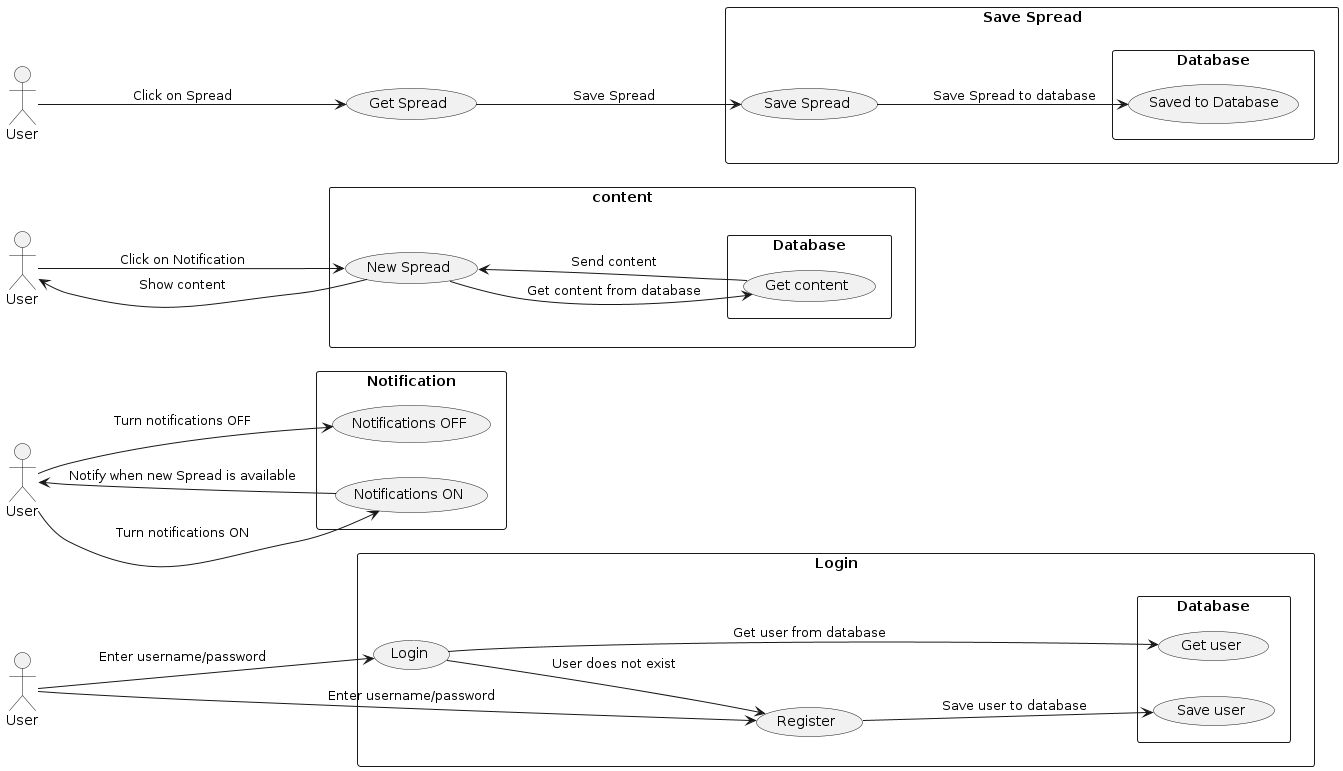 Save Spread
Database
User
Click on Spread
Get Spread
Save Spread
Save Spread
Save Spread to database
Saved to Database
content
Database
User
Click on Notification
Show content
New Spread
Send content
Get content from database
Get content
Notification
Turn notifications OFF
Notifications OFF
Notify when new Spread is available
Notifications ON
User
Turn notifications ON
Login
Database
User
Enter username/password
Login
Get user from database
Get user
User does not exist
Enter username/password
Register
Save user to database
Save user